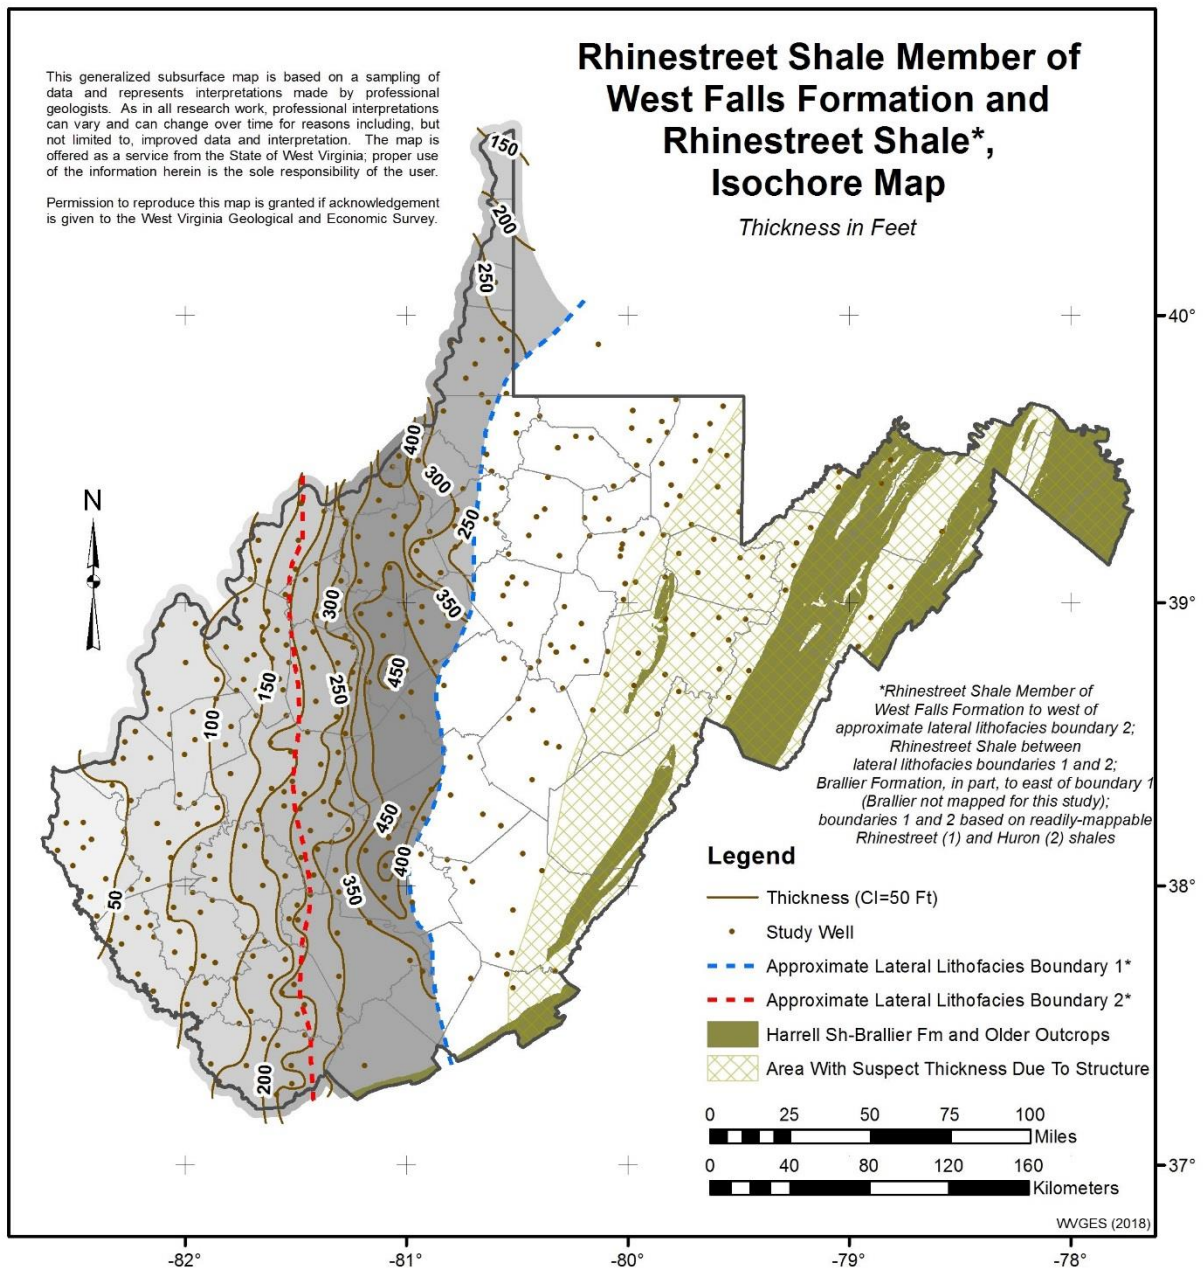 This generalized subsurface map is based on a sampling of
data and represents interpretations made by professional
geologists. As in all research work, professional interpretations
can vary and can change over time for reasons including, but
not limited to, improved data and interpretation. The map is
offered as a service from the State of West Virginia; proper use
of the information herein is the sole responsibility of the user.
Permission to reproduce this map is granted if acknowledgement
is given to the West Virginia Geological and Economic Survey.
Rhinestreet Shale Member of
West Falls Formation and
Rhinestreet Shale*,
Isochore Map
Thickness in Feet
150
200
250
40°
400
300
250
N
39°
300
350
450
150
250
100
*Rhinestreet Shale Member of
West Falls Formation to west of
approximate lateral lithofacies boundary 2;
Rhinestreet Shale between
lateral lithofacies boundaries 1 and 2;
Brallier Formation, in part, to east of boundary 1
(Brallier not mapped for this study);
boundaries 1 and 2 based on readily-mappable
Rhinestreet (1) and Huron (2) shales
450
400
350
50
38°
200
Legend
Thickness (CI=50 Ft)
Study Well
Approximate Lateral Lithofacies Boundary 1*
Approximate Lateral Lithofacies Boundary 2*
Harrell Sh-Brallier Fm and Older Outcrops
Area With Suspect Thickness Due To Structure
0 25 50 75 100
Miles
0 40 80 120 160
Kilometers
37°
WVGES (2018)
-82° -81° -80° -79° -78°